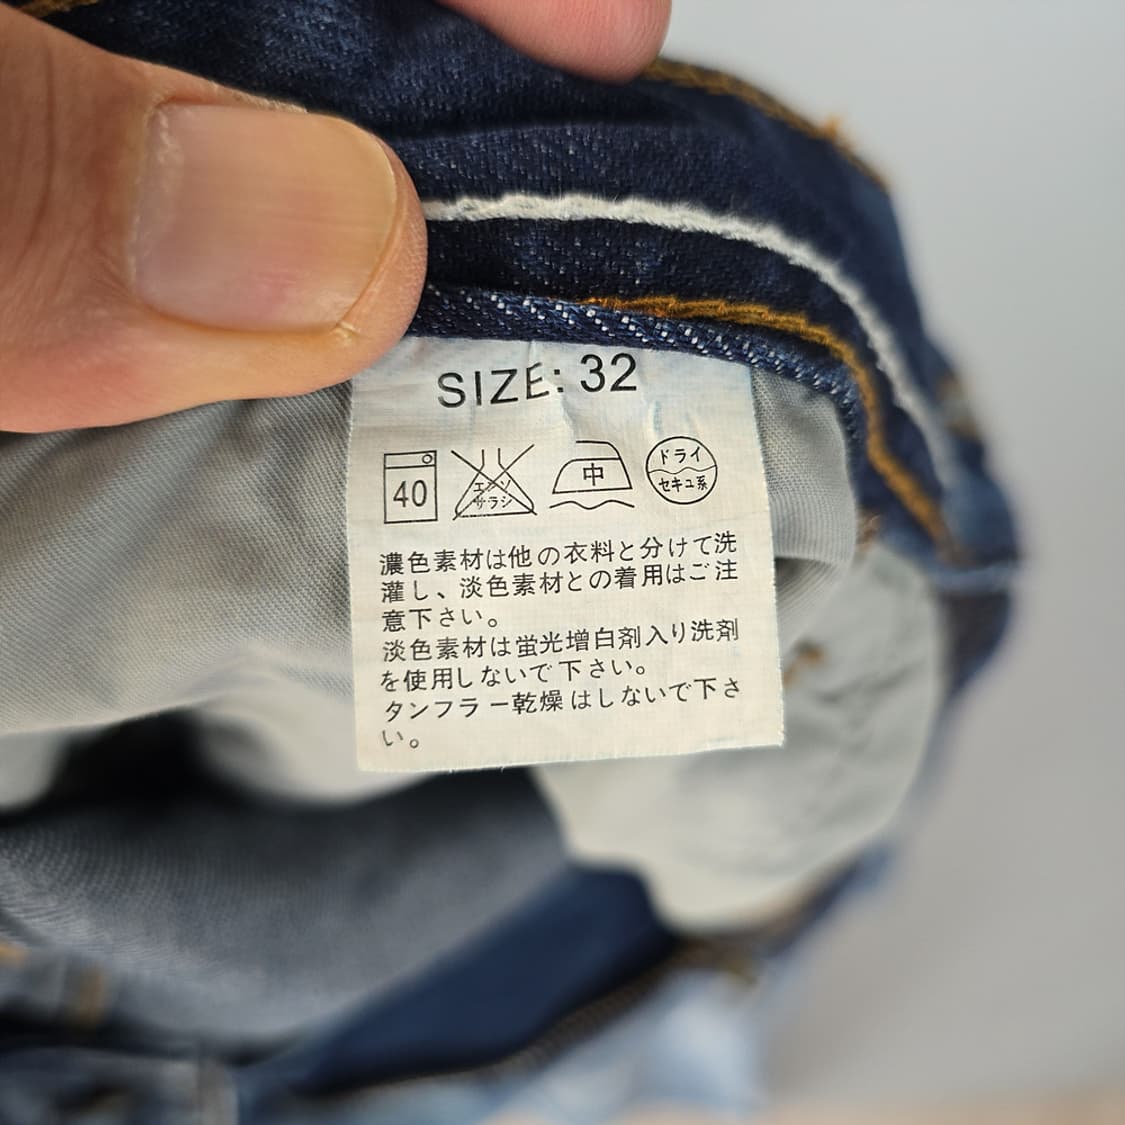 SIZE: 32
40
エンソ
サラシ
中
ドライ
セキユ系
濃色素材は他の衣料と分けて洗
灌し、淡色素材との着用はご注
意下さい。
淡色素材は蛍光増白剤入り洗剤
を使用しないで下さい。
タンフラー乾燥はしないで下さ
い。